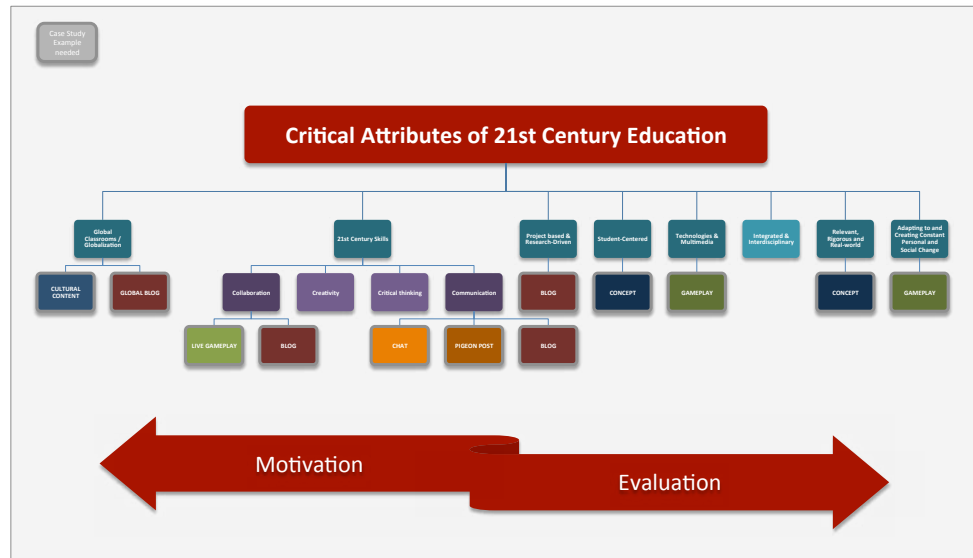 Case Study
Example
needed
Critical Attributes of 21st Century Education
Global
Classrooms /
Globalization
21st Century Skills
Project based &
Research-Driven
Student-Centered
Technologies &
Multimedia
Integrated &
Interdisciplinary
Relevant,
Rigorous and
Real-world
Adapting to and
Creating Constant
Personal and
Social Change
CULTURAL
CONTENT
GLOBAL BLOG
Collaboration
Creativity
Critical thinking
Communication
BLOG
CONCEPT
GAMEPLAY
CONCEPT
GAMEPLAY
LIVE GAMEPLAY
BLOG
CHAT
PIGEON POST
BLOG
Motivation
Evaluation